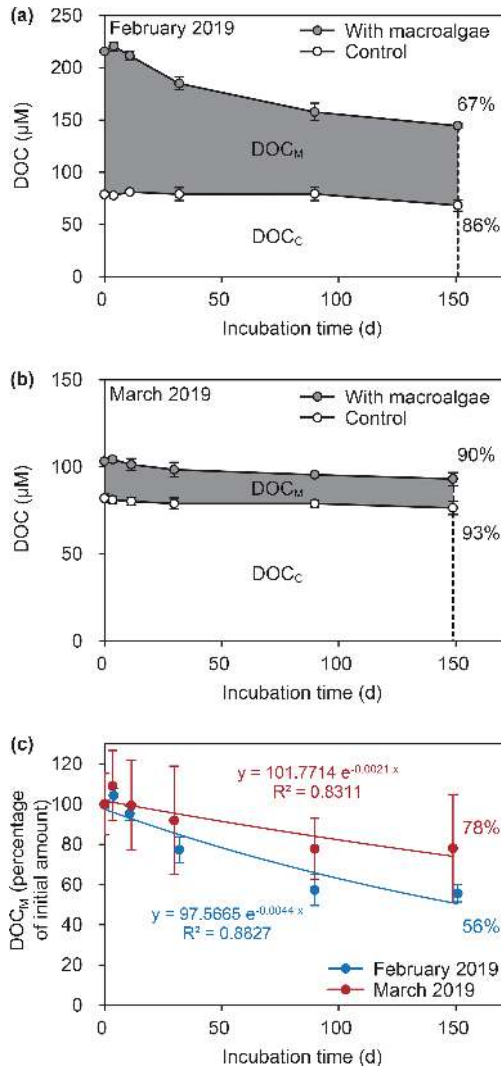 (a)
February 2019
With macroalgae
Control
250
200
150
100
50
0
DOC (µM)
67%
DOC_M
86%
DOC_C
0 50 100 150
Incubation time (d)
(b)
March 2019
With macroalgae
Control
150
100
50
0
DOC (µM)
90%
DOC_M
93%
DOC_C
0 50 100 150
Incubation time (d)
(c)
120
100
80
60
40
20
0
DOC_M (percentage
of initial amount)
y = 101.7714 e^-0.0021 x
R² = 0.8311
78%
y = 97.5665 e^-0.0044 x
R² = 0.8827
56%
February 2019
March 2019
0 50 100 150
Incubation time (d)